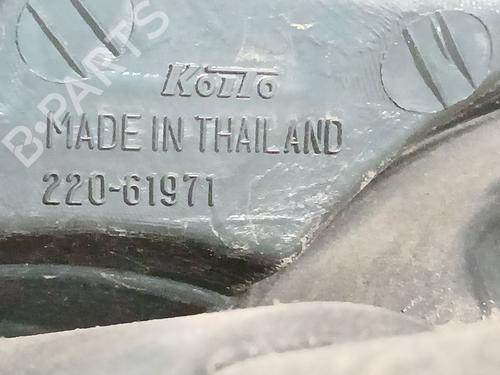 B-PARTS
KOITO
MADE IN THAILAND
220-61971